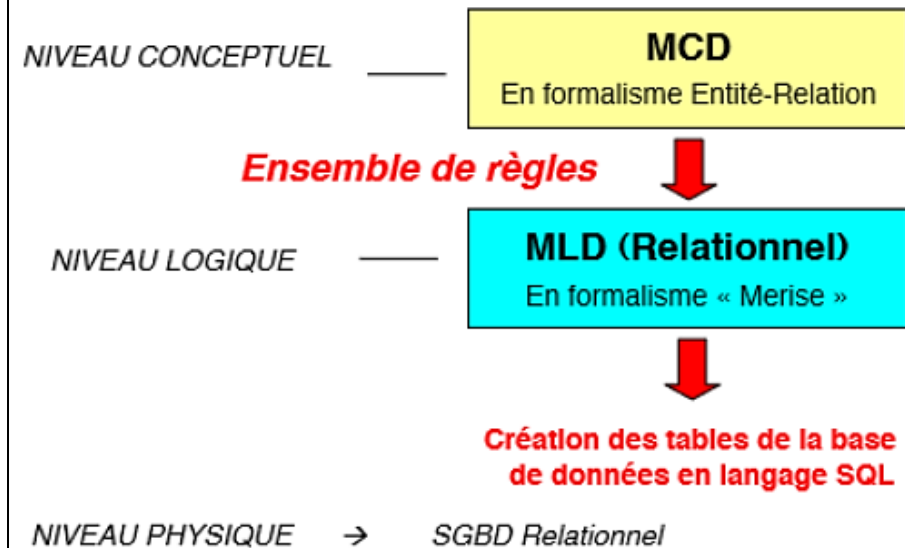 MCD
NIVEAU CONCEPTUEL
En formalisme Entité-Relation
Ensemble de règles
MLD (Relationnel)
NIVEAU LOGIQUE
En formalisme « Merise »
Création des tables de la base
de données en langage SQL
NIVEAU PHYSIQUE → SGBD Relationnel